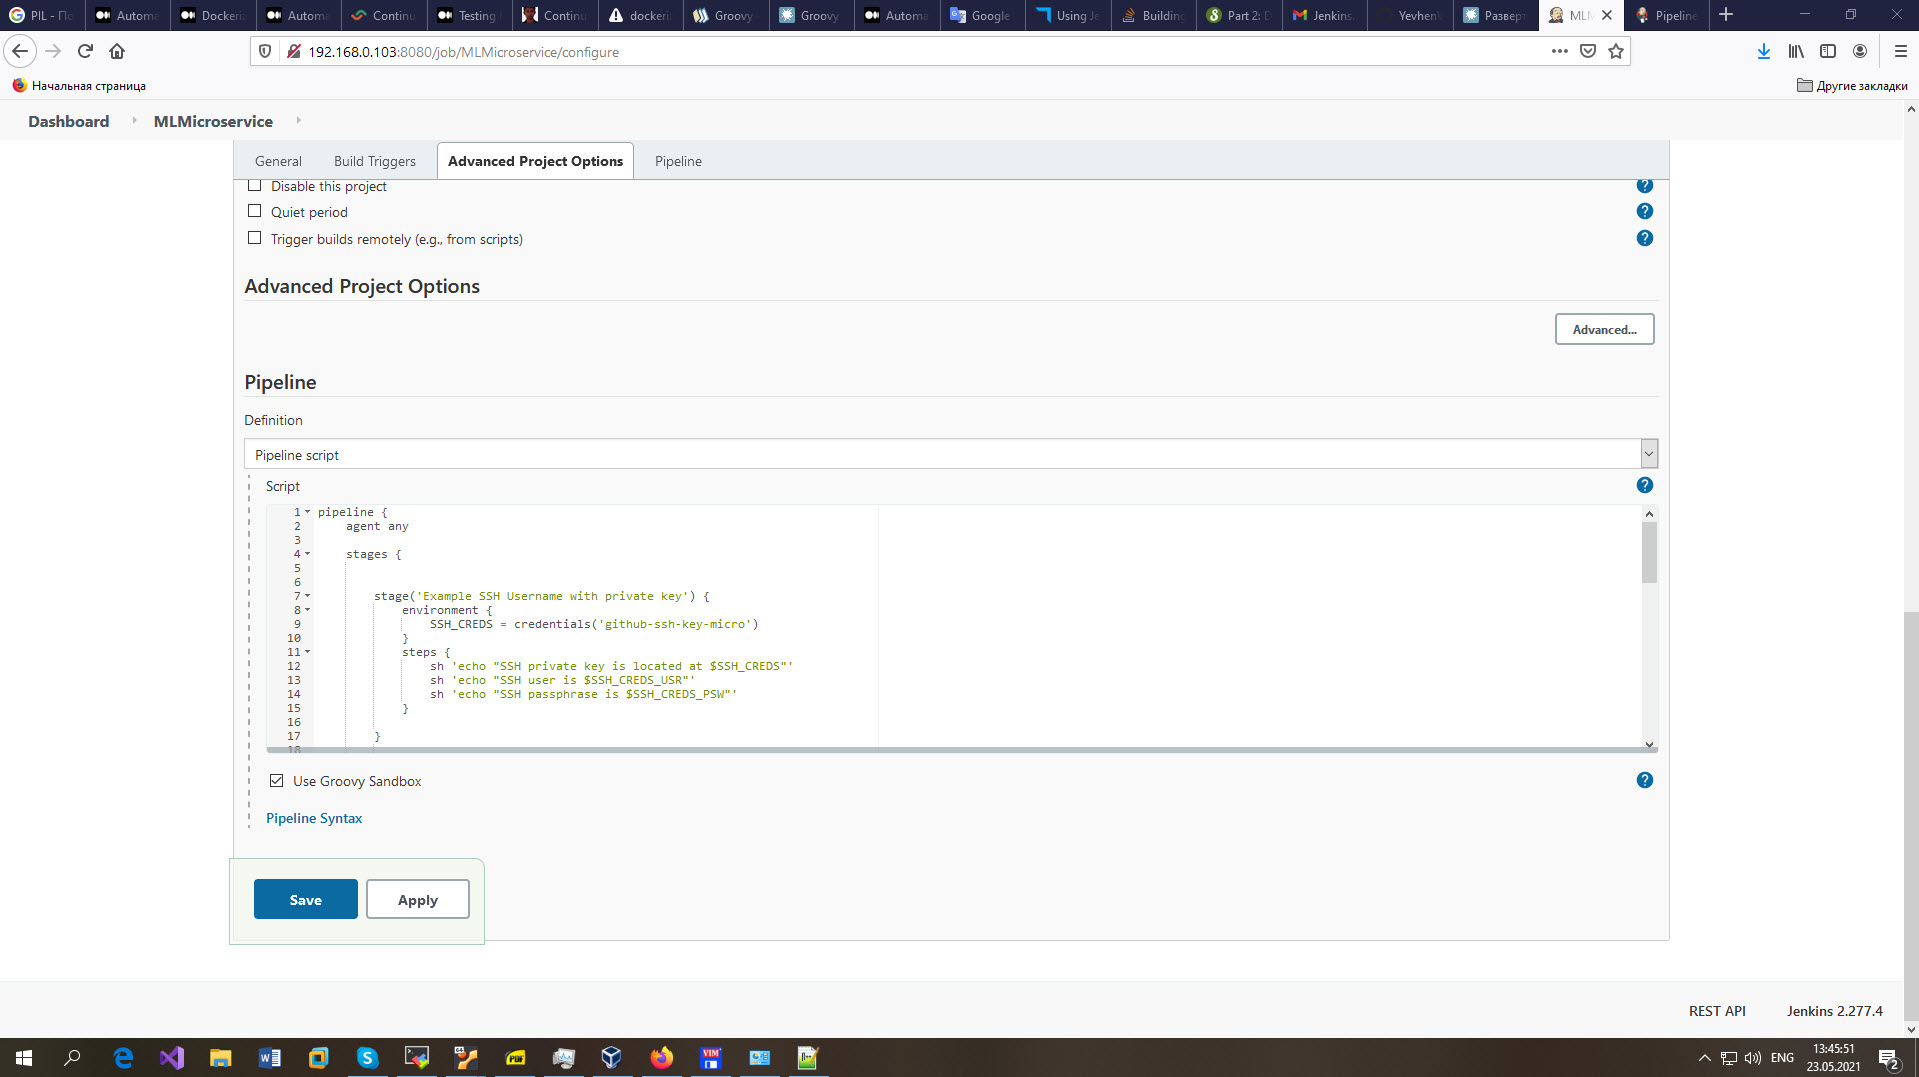 PIL - По
Automa
Dockeri
Automa
Continu
Testing
Continu
dockeri
Groovy
Groovy
Automa
Google
Using Je
Building
Part 2: D
Jenkins.
YevhenV
Разверт
MLM
Pipeline
192.168.0.103:8080/job/MLMicroservice/configure
Начальная страница
Другие закладки
Dashboard
MLMicroservice
General
Build Triggers
Advanced Project Options
Pipeline
Disable this project
Quiet period
Trigger builds remotely (e.g., from scripts)
Advanced Project Options
Advanced...
Pipeline
Definition
Pipeline script
Script
1 pipeline {
2 agent any
3
4 stages {
5
6
7 stage('Example SSH Username with private key') {
8 environment {
9 SSH_CREDS = credentials('github-ssh-key-micro')
10 }
11 steps {
12 sh 'echo "SSH private key is located at $SSH_CREDS"'
13 sh 'echo "SSH user is $SSH_CREDS_USR"'
14 sh 'echo "SSH passphrase is $SSH_CREDS_PSW"'
15 }
16
17 }
18
Use Groovy Sandbox
Pipeline Syntax
Save
Apply
REST API
Jenkins 2.277.4
ENG
13:45:51
23.05.2021
2